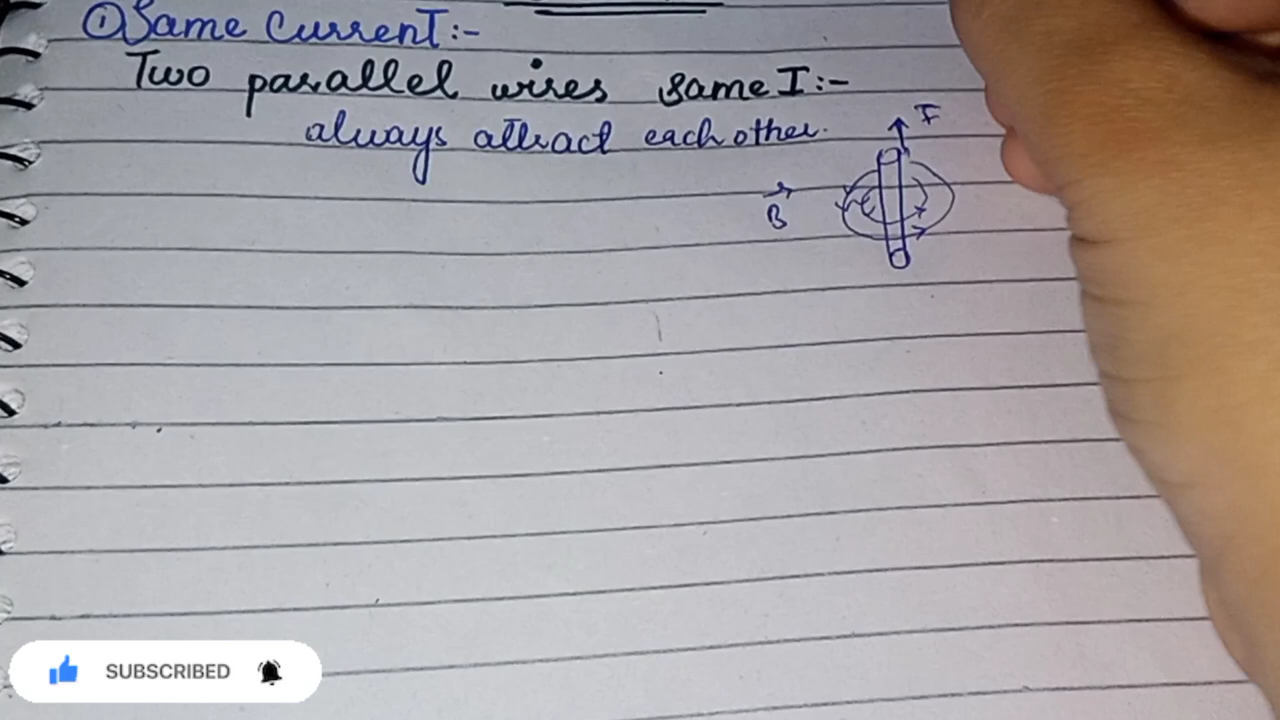 ① Same Current:-
Two parallel wires same I:-
always attract each other.
I
B
SUBSCRIBED